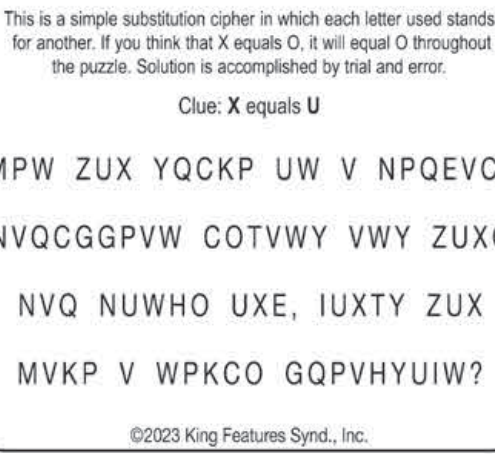 This is a simple substitution cipher in which each letter used stands
for another. If you think that X equals O, it will equal O throughout
the puzzle. Solution is accomplished by trial and error.
Clue: X equals U
MPW ZUX YQCKP UW V NPQEVC
NVQCGGPVW COTVWY VWY ZUXQ
NVQ NUWHO UXE, IUXTY ZUX
MVKP V WPKCO GQPVHYUIW?
©2023 King Features Synd., Inc.